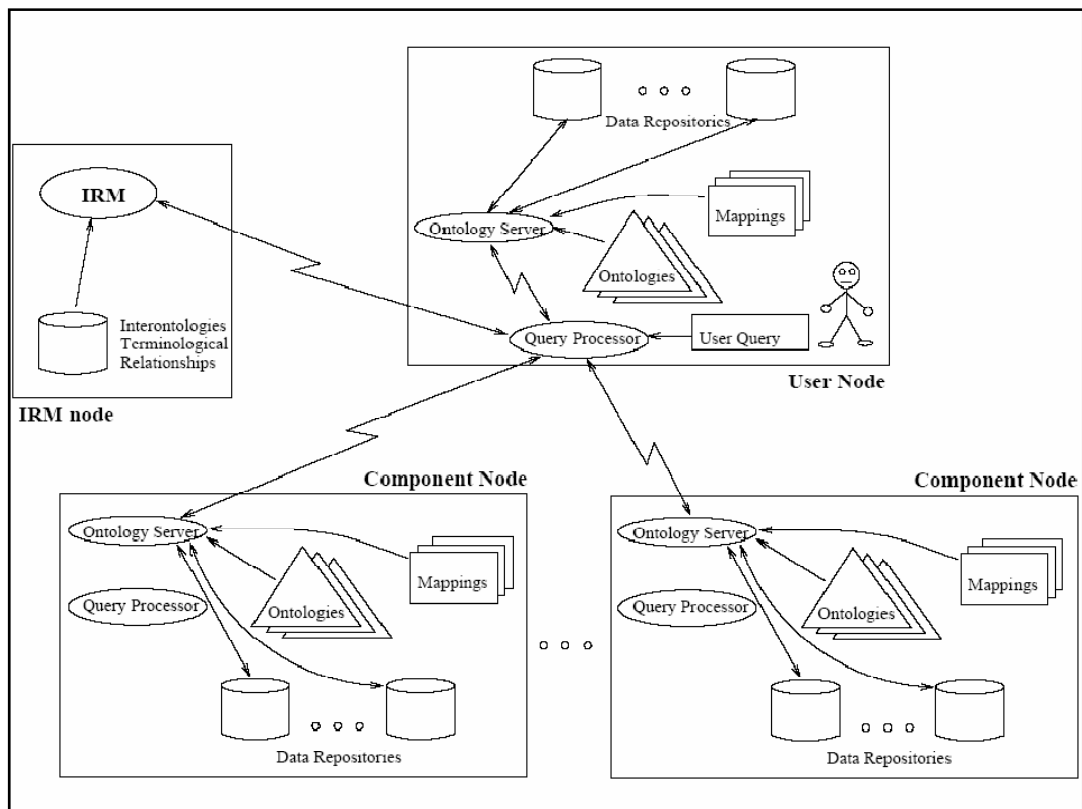 Data Repositories
IRM
Mappings
Ontology Server
Ontologies
Interontologies
Terminological
Relationships
Query Processor
User Query
User Node
IRM node
Component Node
Component Node
Ontology Server
Mappings
Query Processor
Ontologies
Data Repositories
Ontology Server
Mappings
Query Processor
Ontologies
Data Repositories